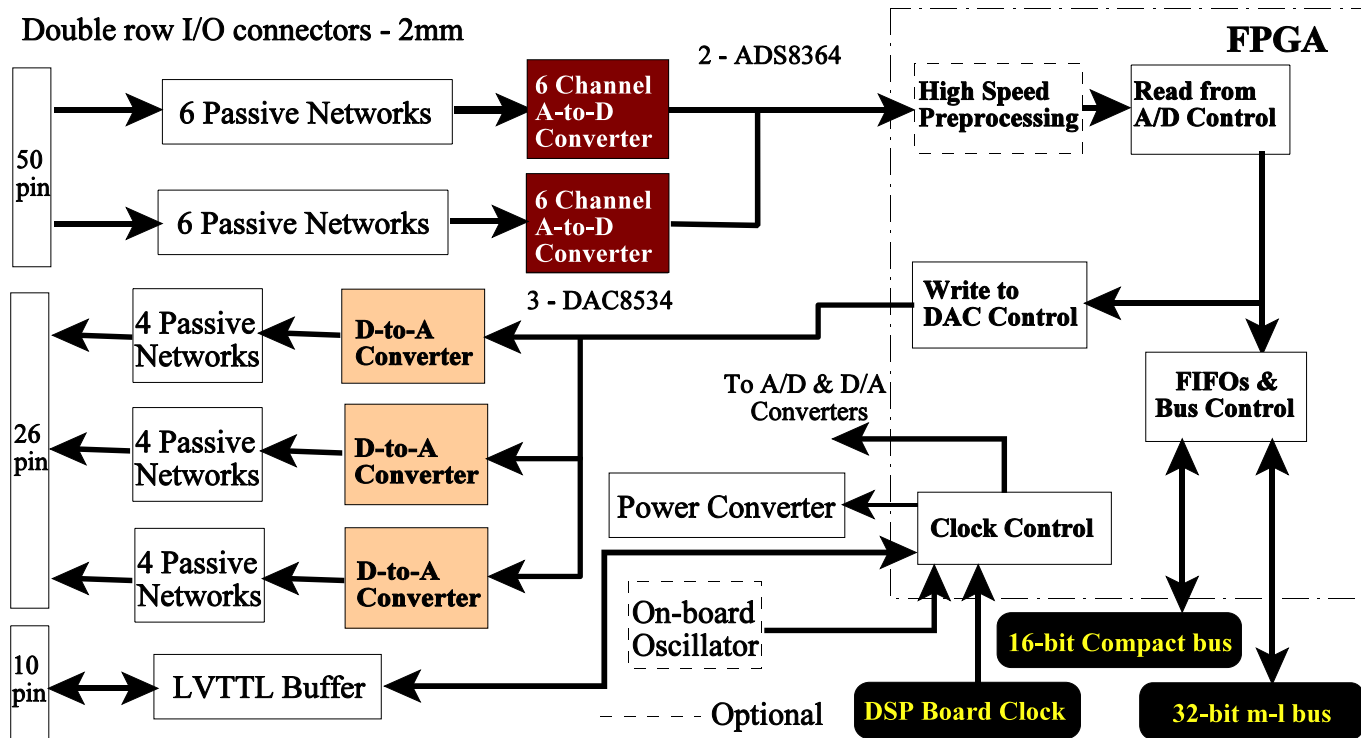 Double row I/O connectors - 2mm
2 - ADS8364
FPGA
50
pin
6 Passive Networks
6 Channel
A-to-D
Converter
High Speed
Preprocessing
Read from
A/D Control
6 Passive Networks
6 Channel
A-to-D
Converter
3 - DAC8534
Write to
DAC Control
26
pin
4 Passive
Networks
D-to-A
Converter
To A/D & D/A
Converters
FIFOs &
Bus Control
4 Passive
Networks
D-to-A
Converter
Power Converter
Clock Control
4 Passive
Networks
D-to-A
Converter
On-board
Oscillator
16-bit Compact bus
10
pin
LVTTL Buffer
Optional
DSP Board Clock
32-bit m-l bus